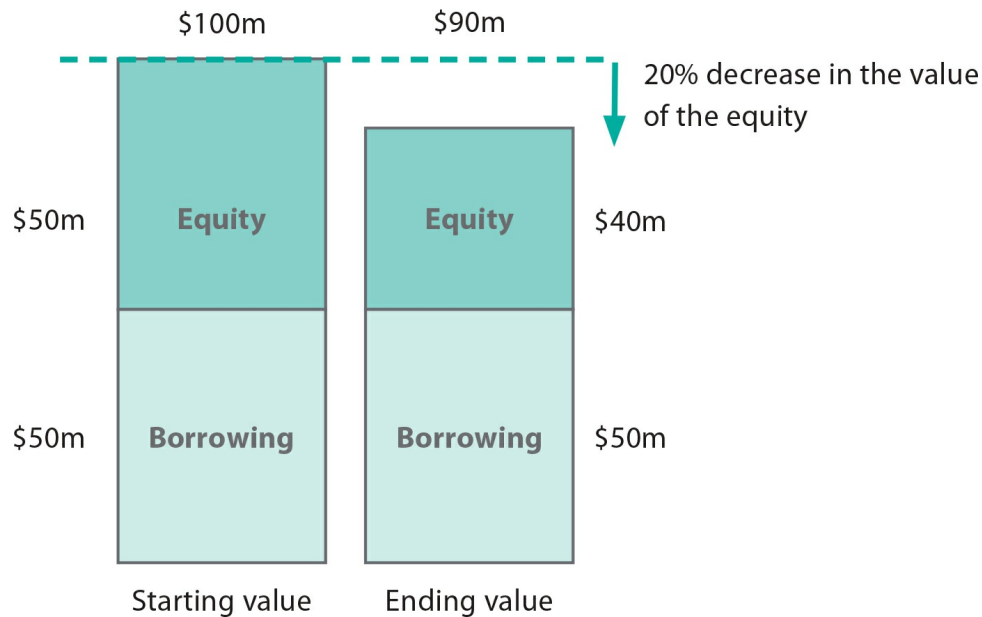 $100m
$90m
20% decrease in the value
of the equity
$50m
Equity
Equity
$40m
$50m
Borrowing
Borrowing
$50m
Starting value
Ending value